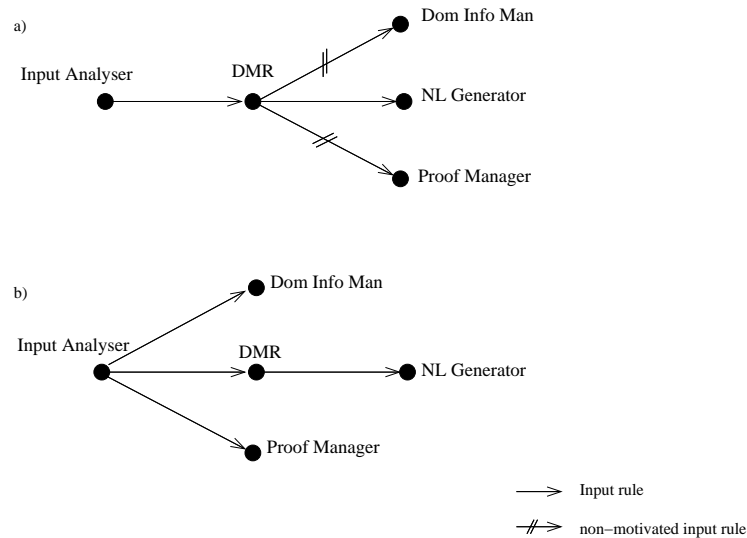 a)
Dom Info Man
Input Analyser
DMR
NL Generator
Proof Manager
b)
Dom Info Man
Input Analyser
DMR
NL Generator
Proof Manager
Input rule
non−motivated input rule